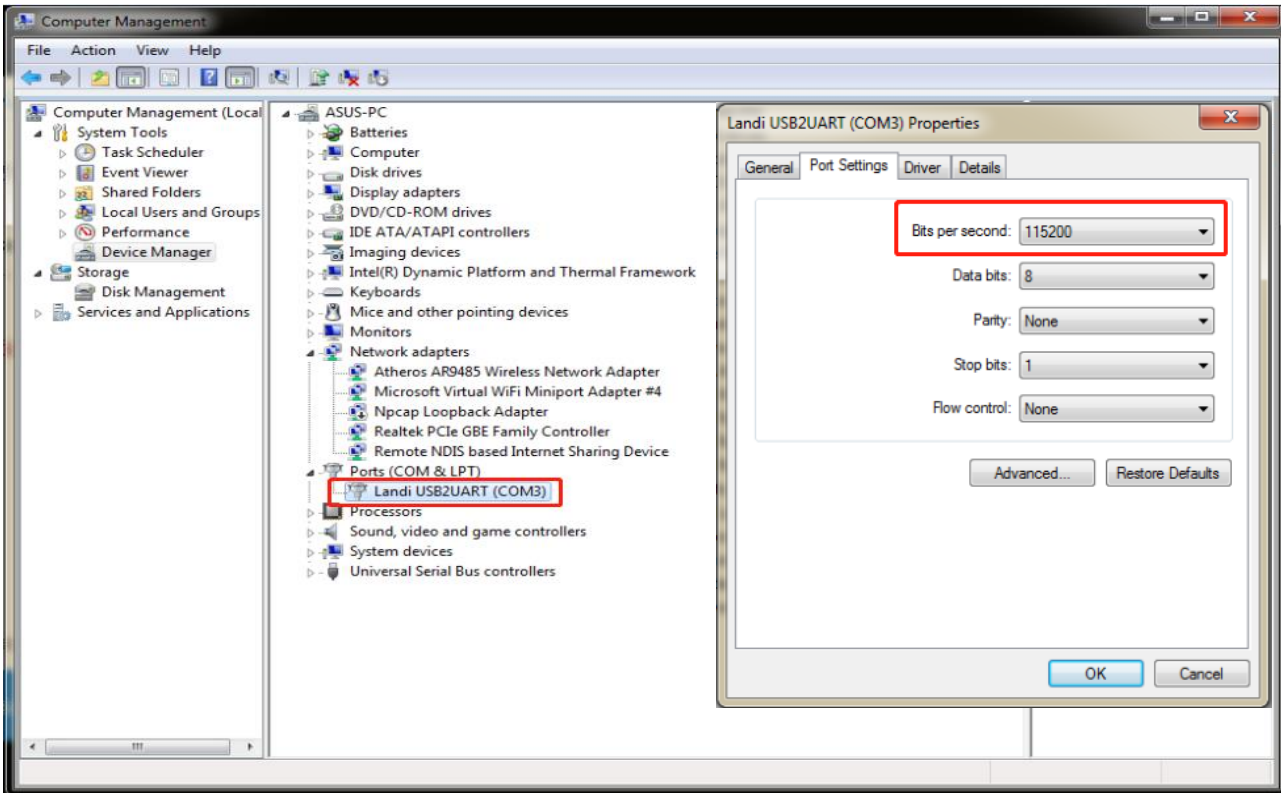 Computer Management
File Action View Help
Computer Management (Local
System Tools
Task Scheduler
Event Viewer
Shared Folders
Local Users and Groups
Performance
Device Manager
Storage
Disk Management
Services and Applications
ASUS-PC
Batteries
Computer
Disk drives
Display adapters
DVD/CD-ROM drives
IDE ATA/ATAPI controllers
Imaging devices
Intel(R) Dynamic Platform and Thermal Framework
Keyboards
Mice and other pointing devices
Monitors
Network adapters
Atheros AR9485 Wireless Network Adapter
Microsoft Virtual WiFi Miniport Adapter #4
Npcap Loopback Adapter
Realtek PCIe GBE Family Controller
Remote NDIS based Internet Sharing Device
Ports (COM & LPT)
Landi USB2UART (COM3)
Processors
Sound, video and game controllers
System devices
Universal Serial Bus controllers
Landi USB2UART (COM3) Properties
General Port Settings Driver Details
Bits per second: 115200
Data bits: 8
Parity: None
Stop bits: 1
Flow control: None
Advanced... Restore Defaults
OK Cancel